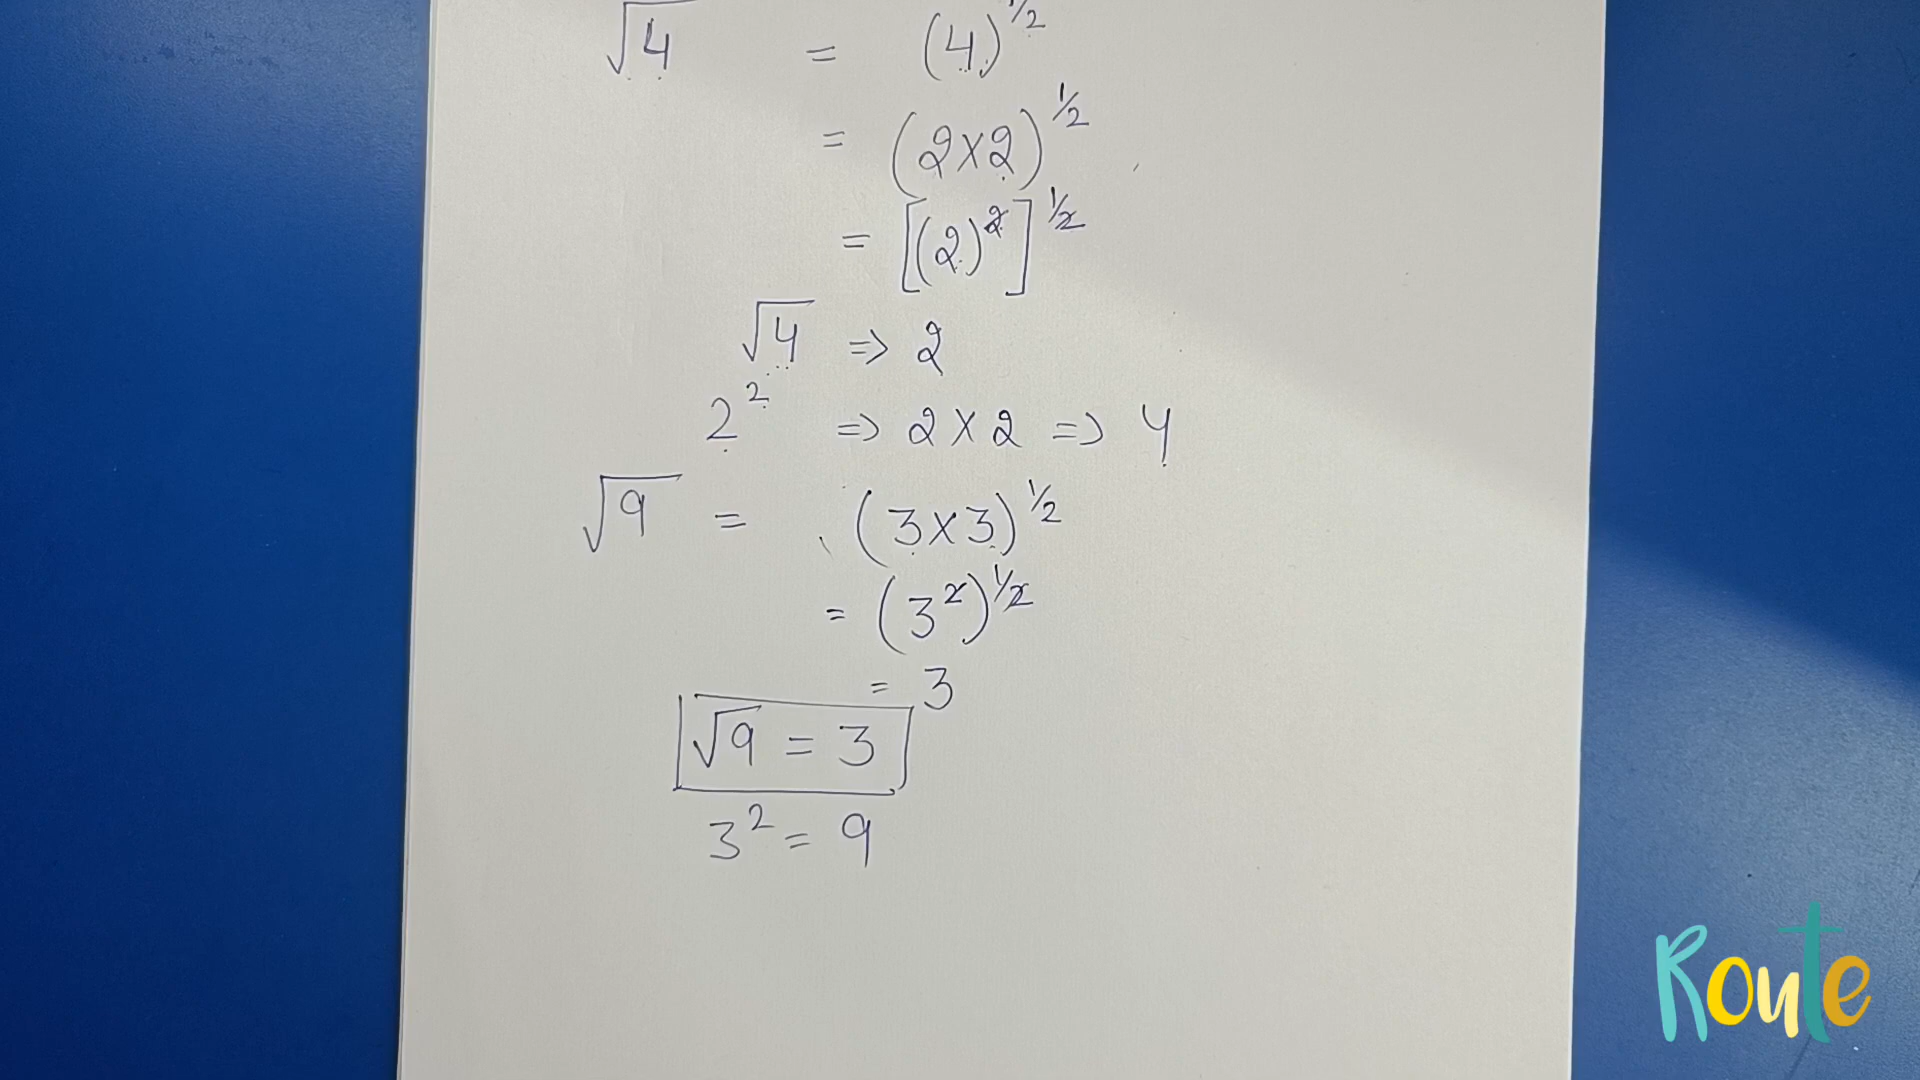 √4 = (4)^1/2
= (2×2)^1/2
= [(2)^2]^1/2
√4 => 2
2^2 => 2×2 => 4
√9 = (3×3)^1/2
= (3^2)^1/2
= 3
√9 = 3
3^2 = 9
Route